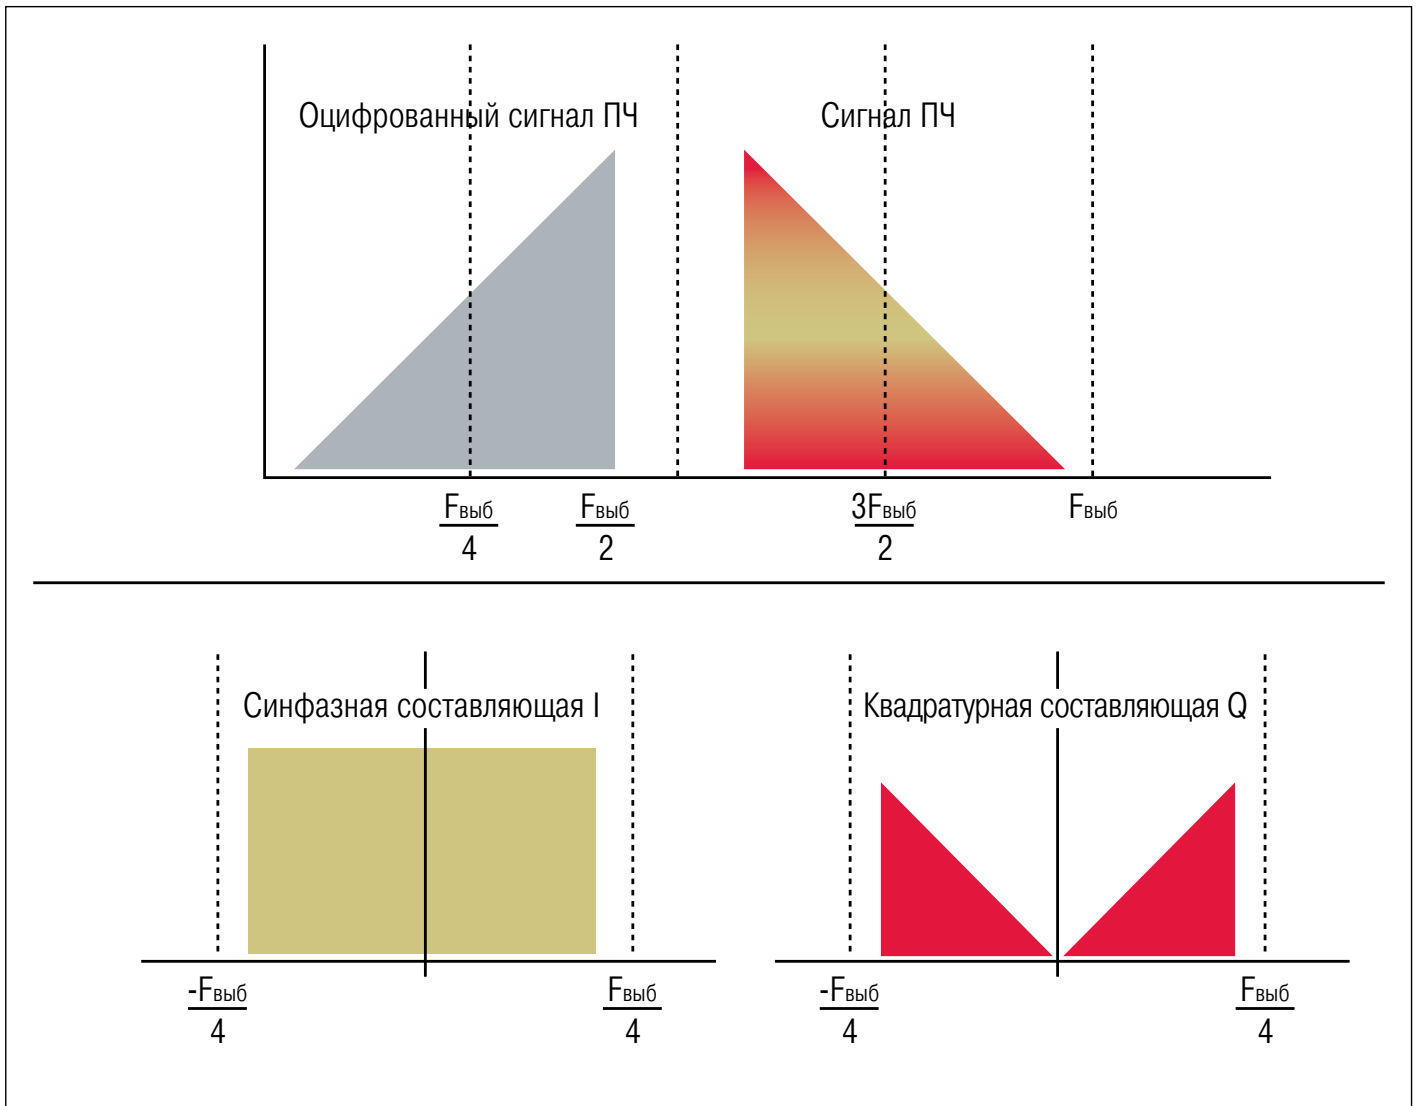 Оцифрованный сигнал ПЧ
Сигнал ПЧ
Fвыб
4
Fвыб
2
3Fвыб
2
Fвыб
Синфазная составляющая I
Квадратурная составляющая Q
-Fвыб
4
Fвыб
4
-Fвыб
4
Fвыб
4